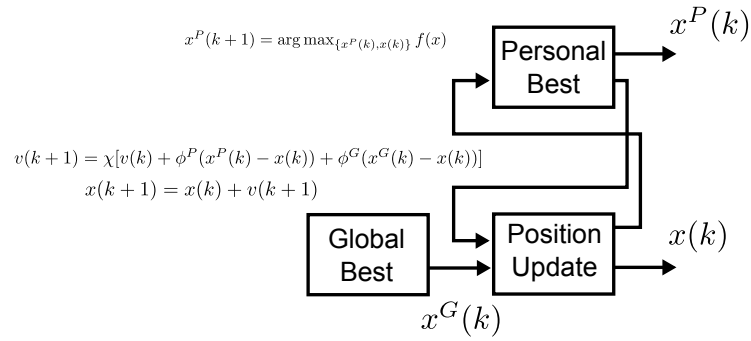 x^P(k)
x^P(k+1) = arg max_{x^P(k),x(k)} f(x)
Personal
Best
v(k+1) = χ[v(k) + ϕ^P(x^P(k) − x(k)) + ϕ^G(x^G(k) − x(k))]
x(k+1) = x(k) + v(k+1)
Global
Best
Position
Update
x(k)
x^G(k)